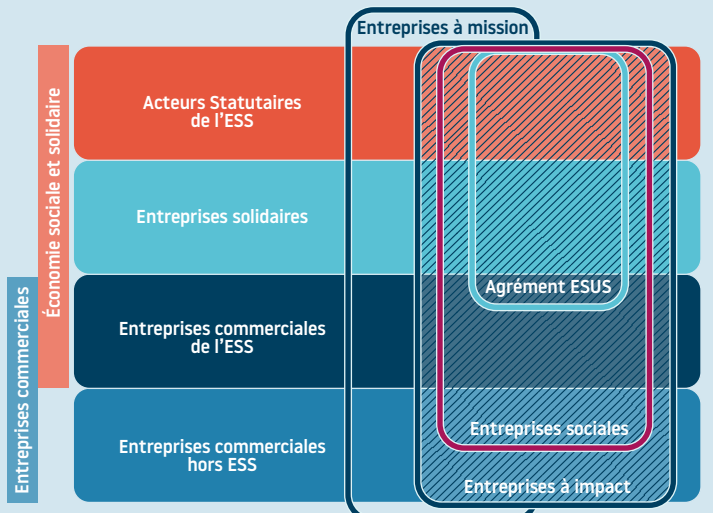 Entreprises à mission
Économie sociale et solidaire
Entreprises commerciales
Acteurs Statutaires
de l'ESS
Entreprises solidaires
Agrément ESUS
Entreprises commerciales
de l'ESS
Entreprises commerciales
hors ESS
Entreprises sociales
Entreprises à impact